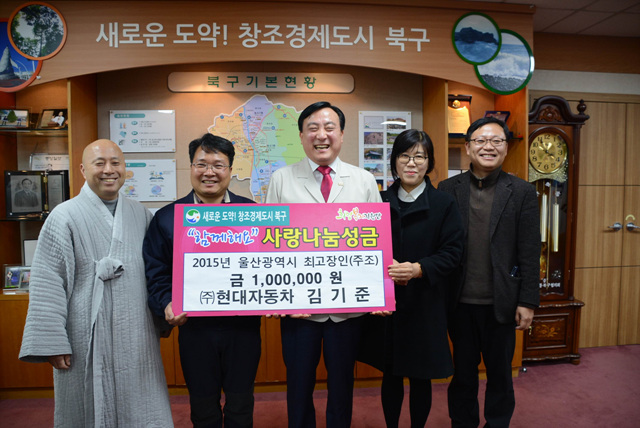 새로운 도약! 창조경제도시 북구
북구기본현황
새로운 도약! 창조경제도시 북구
"함께해요" 사랑나눔성금
2015년 울산광역시 최고장인(주조)
금 1,000,000 원
㈜현대자동차 김기준